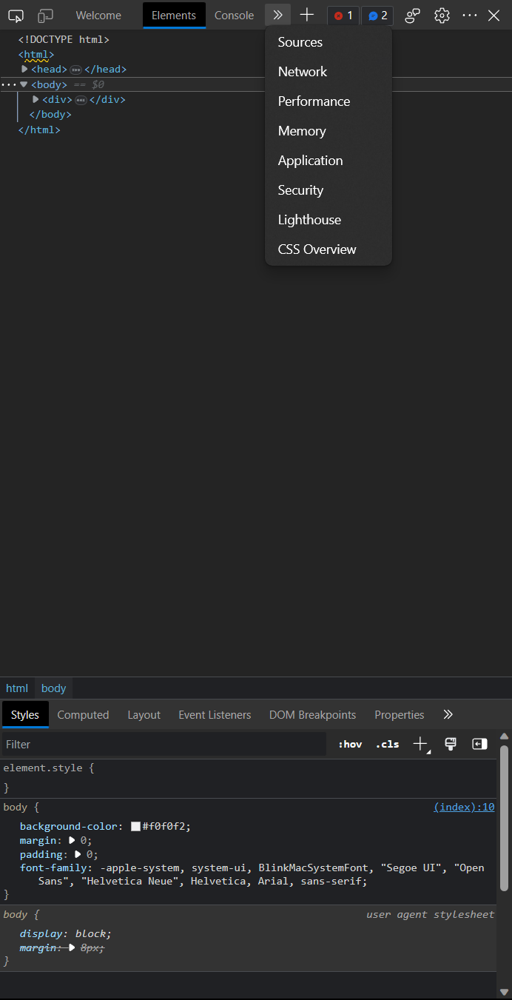 Welcome Elements Console 1 2
Sources
Network
Performance
Memory
Application
Security
Lighthouse
CSS Overview
<!DOCTYPE html>
<html>
<head> ••• </head>
••• <body> == $0
<div> ••• </div>
</body>
</html>
html body
Styles Computed Layout Event Listeners DOM Breakpoints Properties
Filter :hov .cls
element.style {
}
body { (index):10
background-color: #f0f0f2;
margin: 0;
padding: 0;
font-family: -apple-system, system-ui, BlinkMacSystemFont, "Segoe UI", "Open
Sans", "Helvetica Neue", Helvetica, Arial, sans-serif;
}
body { user agent stylesheet
display: block;
margin: 8px;
}